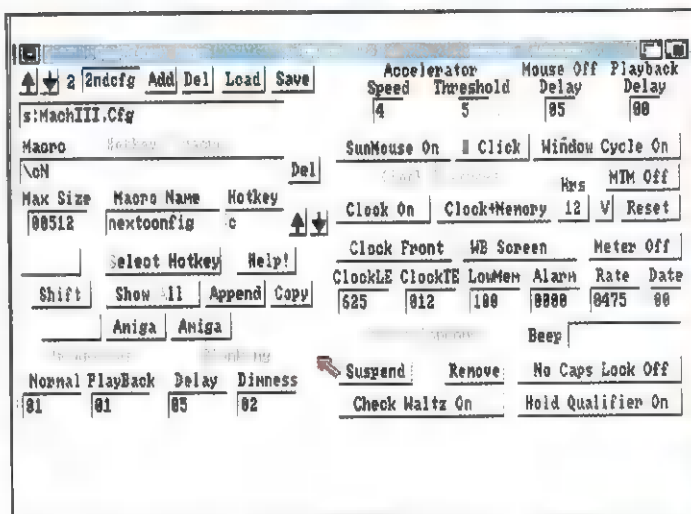 2 2ndcfg Add Del Load Save
s:MachIII.Cfg
Macro
\cN
Del
Max Size Macro Name Hotkey
00512 nextconfig c
Select Hotkey Help!
Shift Show All Append Copy
Amiga Amiga
Blanking
Normal PlayBack Delay Dimness
01 01 05 02
Accelerator Mouse Off Playback
Speed Threshold Delay Delay
4 5 05 00
SunMouse On Click Window Cycle On
Hrs MTM Off
Clock On Clock+Memory 12 V Reset
Clock Front WB Screen Meter Off
ClockLE ClockTE LowMem Alarm Rate Date
625 012 100 0000 0475 00
Beep
Suspend Remove No Caps Lock Off
Check Waltz On Hold Qualifier On